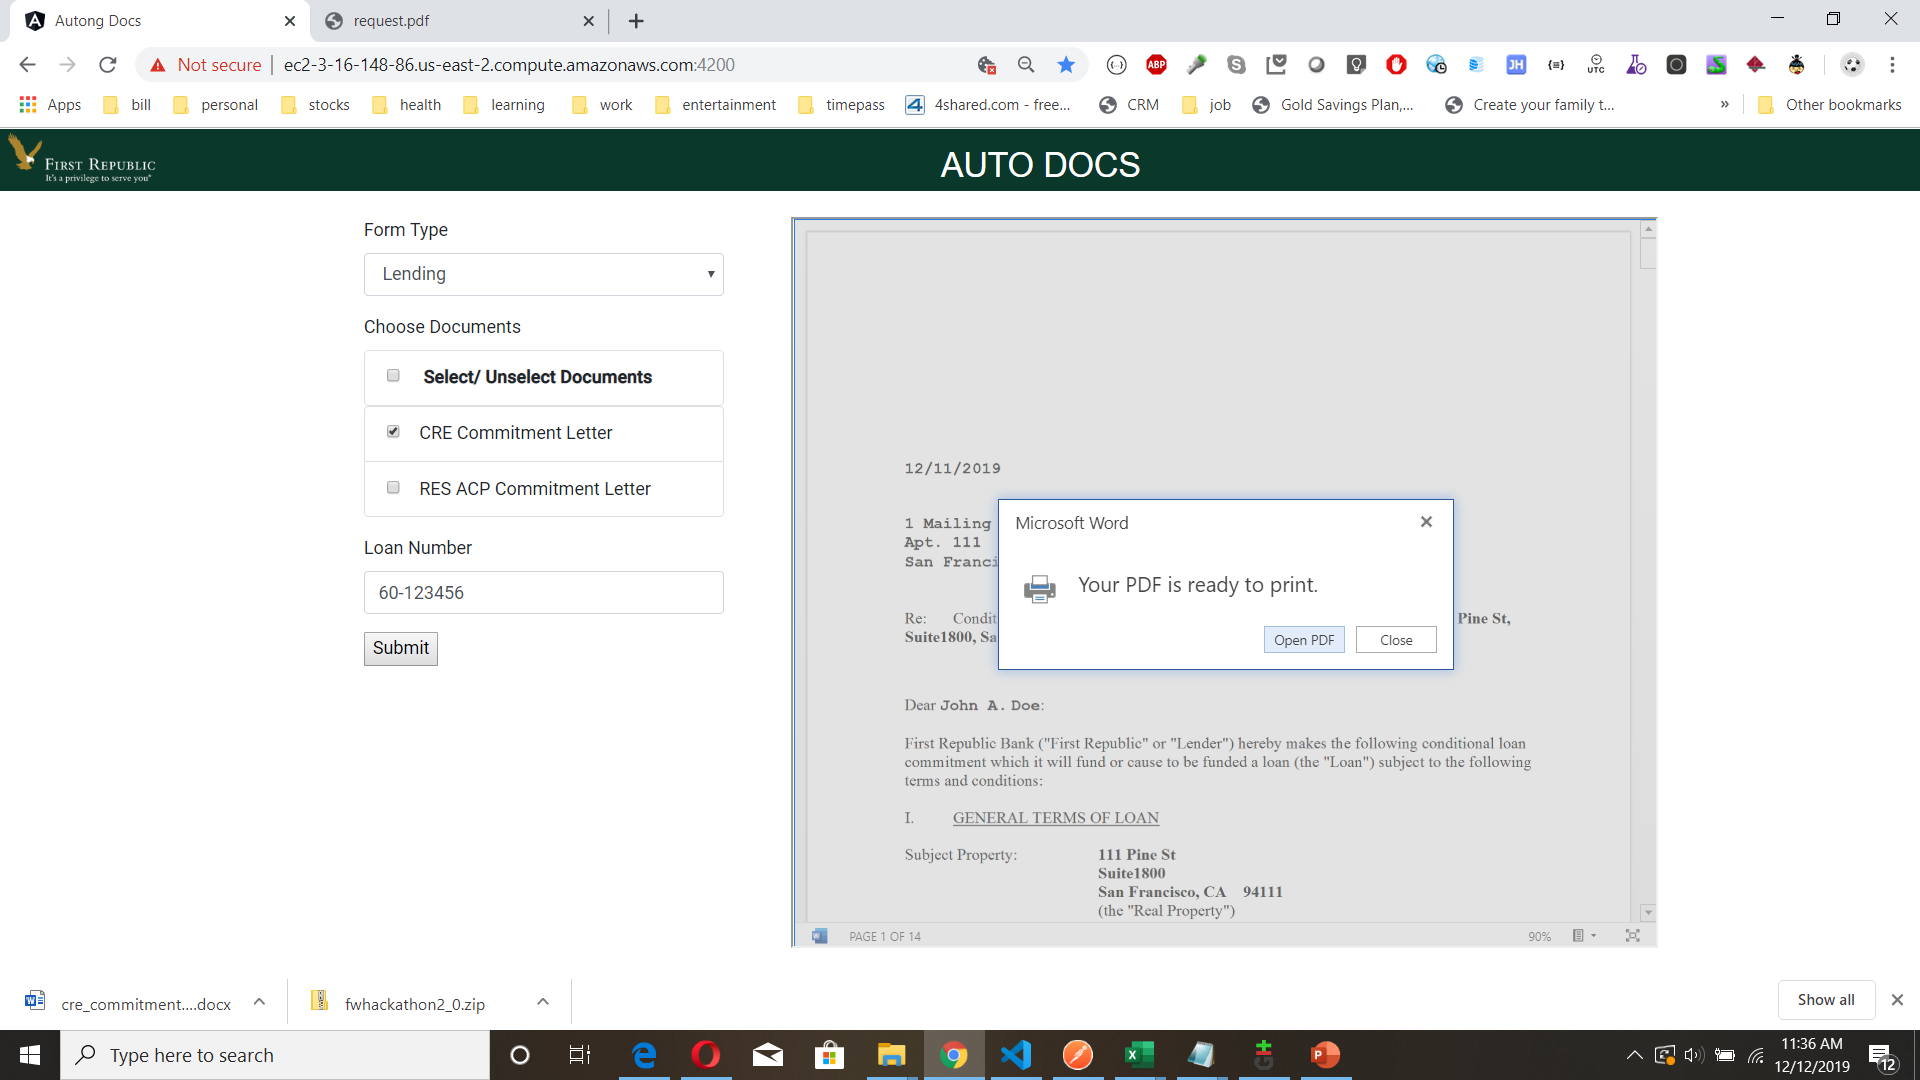 Autong Docs
request.pdf
Not secure
ec2-3-16-148-86.us-east-2.compute.amazonaws.com:4200
ABP
JH
UTC
Apps
bill
personal
stocks
health
learning
work
entertainment
timepass
4shared.com - free...
CRM
job
Gold Savings Plan,...
Create your family t...
»
Other bookmarks
FIRST REPUBLIC
It's a privilege to serve you®
AUTO DOCS
Form Type
Lending
Choose Documents
Select/ Unselect Documents
CRE Commitment Letter
RES ACP Commitment Letter
Loan Number
60-123456
Submit
12/11/2019
1 Mailing
Apt. 111
San Franci
Re: Condit
Pine St,
Suite1800, Sa
Microsoft Word
Your PDF is ready to print.
Open PDF
Close
Dear John A. Doe:
First Republic Bank ("First Republic" or "Lender") hereby makes the following conditional loan
commitment which it will fund or cause to be funded a loan (the "Loan") subject to the following
terms and conditions:
I. GENERAL TERMS OF LOAN
Subject Property: 111 Pine St
Suite1800
San Francisco, CA 94111
(the "Real Property")
PAGE 1 OF 14
90%
cre_commitment....docx
fwhackathon2_0.zip
Show all
Type here to search
11:36 AM
12/12/2019
12